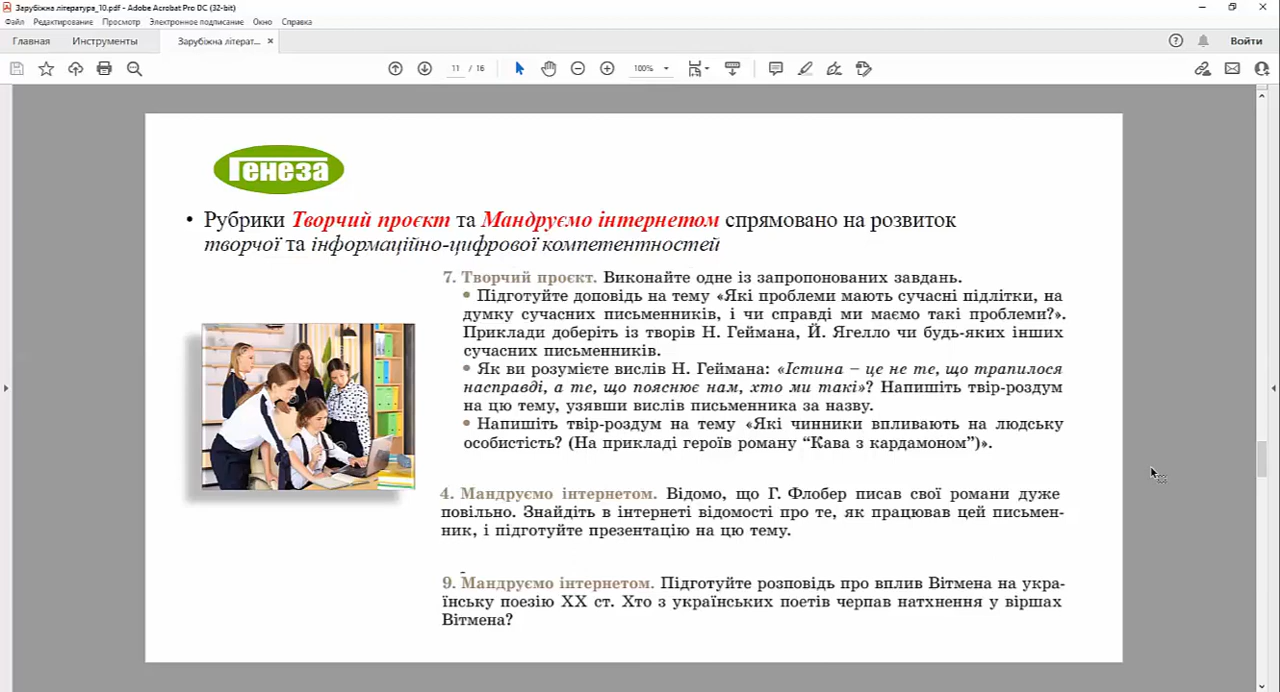 Зарубіжна література_10.pdf - Adobe Acrobat Pro DC (32-bit)
Файл Редактирование Просмотр Электронное подписание Окно Справка
Главная Инструменты Зарубіжна літерат... ×
11 / 16 100% Войти
Генеза
• Рубрики Творчий проєкт та Мандруємо інтернетом спрямовано на розвиток
творчої та інформаційно-цифрової компетентностей
7. Творчий проєкт. Виконайте одне із запропонованих завдань.
• Підготуйте доповідь на тему «Які проблеми мають сучасні підлітки, на
думку сучасних письменників, і чи справді ми маємо такі проблеми?».
Приклади доберіть із творів Н. Геймана, Й. Ягелло чи будь-яких інших
сучасних письменників.
• Як ви розумієте вислів Н. Геймана: «Істина – це не те, що трапилося
насправді, а те, що пояснює нам, хто ми такі»? Напишіть твір-роздум
на цю тему, узявши вислів письменника за назву.
• Напишіть твір-роздум на тему «Які чинники впливають на людську
особистість? (На прикладі героїв роману “Кава з кардамоном”)».
4. Мандруємо інтернетом. Відомо, що Г. Флобер писав свої романи дуже
повільно. Знайдіть в інтернеті відомості про те, як працював цей письмен-
ник, і підготуйте презентацію на цю тему.
9. Мандруємо інтернетом. Підготуйте розповідь про вплив Вітмена на укра-
їнську поезію ХХ ст. Хто з українських поетів черпав натхнення у віршах
Вітмена?